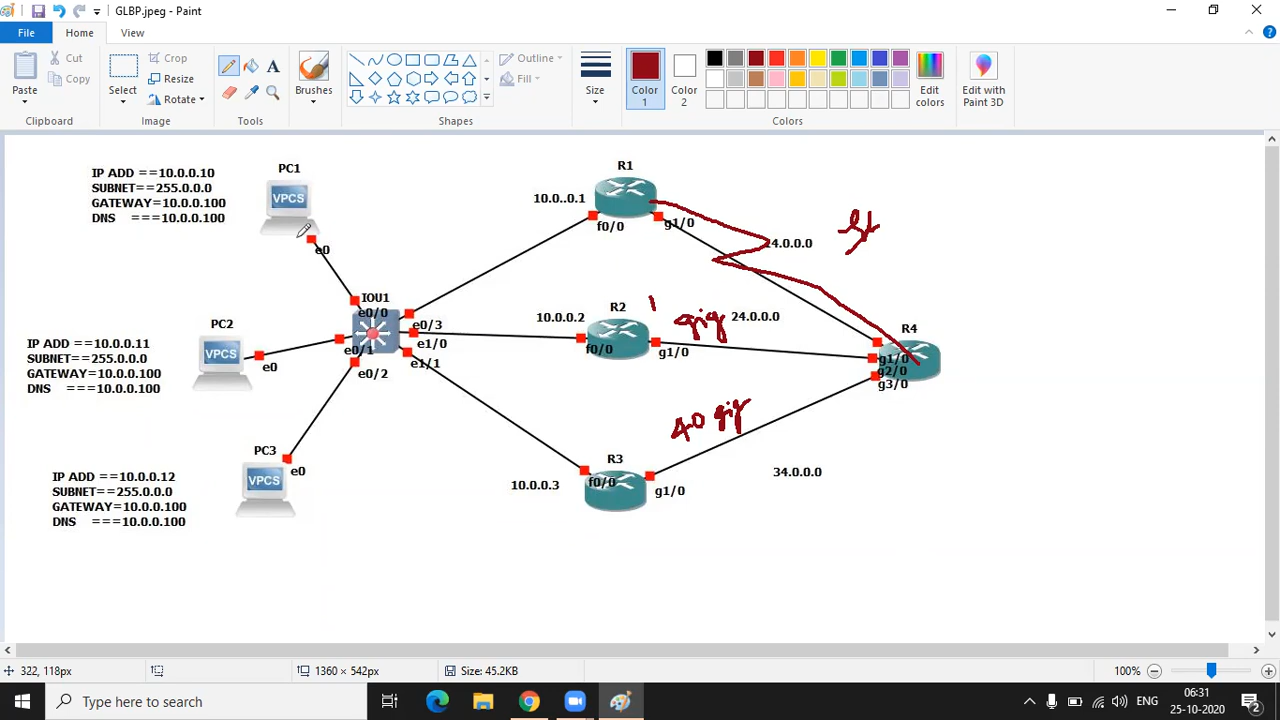 GLBP.jpeg - Paint
File
Home
View
Paste
Cut
Copy
Clipboard
Select
Crop
Resize
Rotate
Image
Tools
Brushes
Shapes
Outline
Fill
Size
Color 1
Color 2
Edit colors
Edit with Paint 3D
Colors
IP ADD ==10.0.0.10
SUBNET==255.0.0.0
GATEWAY=10.0.0.100
DNS ===10.0.0.100
PC1
VPCS
e0
R1
10.0..0.1
f0/0
g1/0
14.0.0.0
PC2
VPCS
e0
IP ADD ==10.0.0.11
SUBNET==255.0.0.0
GATEWAY=10.0.0.100
DNS ===10.0.0.100
IOU1
e0/0
e0/3
e1/0
e0/1
e1/1
e0/2
R2
10.0.0.2
f0/0
g1/0
1 gig
24.0.0.0
R4
g1/0
g2/0
g3/0
40 gig
PC3
VPCS
e0
IP ADD ==10.0.0.12
SUBNET==255.0.0.0
GATEWAY=10.0.0.100
DNS ===10.0.0.100
R3
10.0.0.3
f0/0
g1/0
34.0.0.0
322, 118px
1360 × 542px
Size: 45.2KB
100%
Type here to search
ENG
06:31
25-10-2020
2